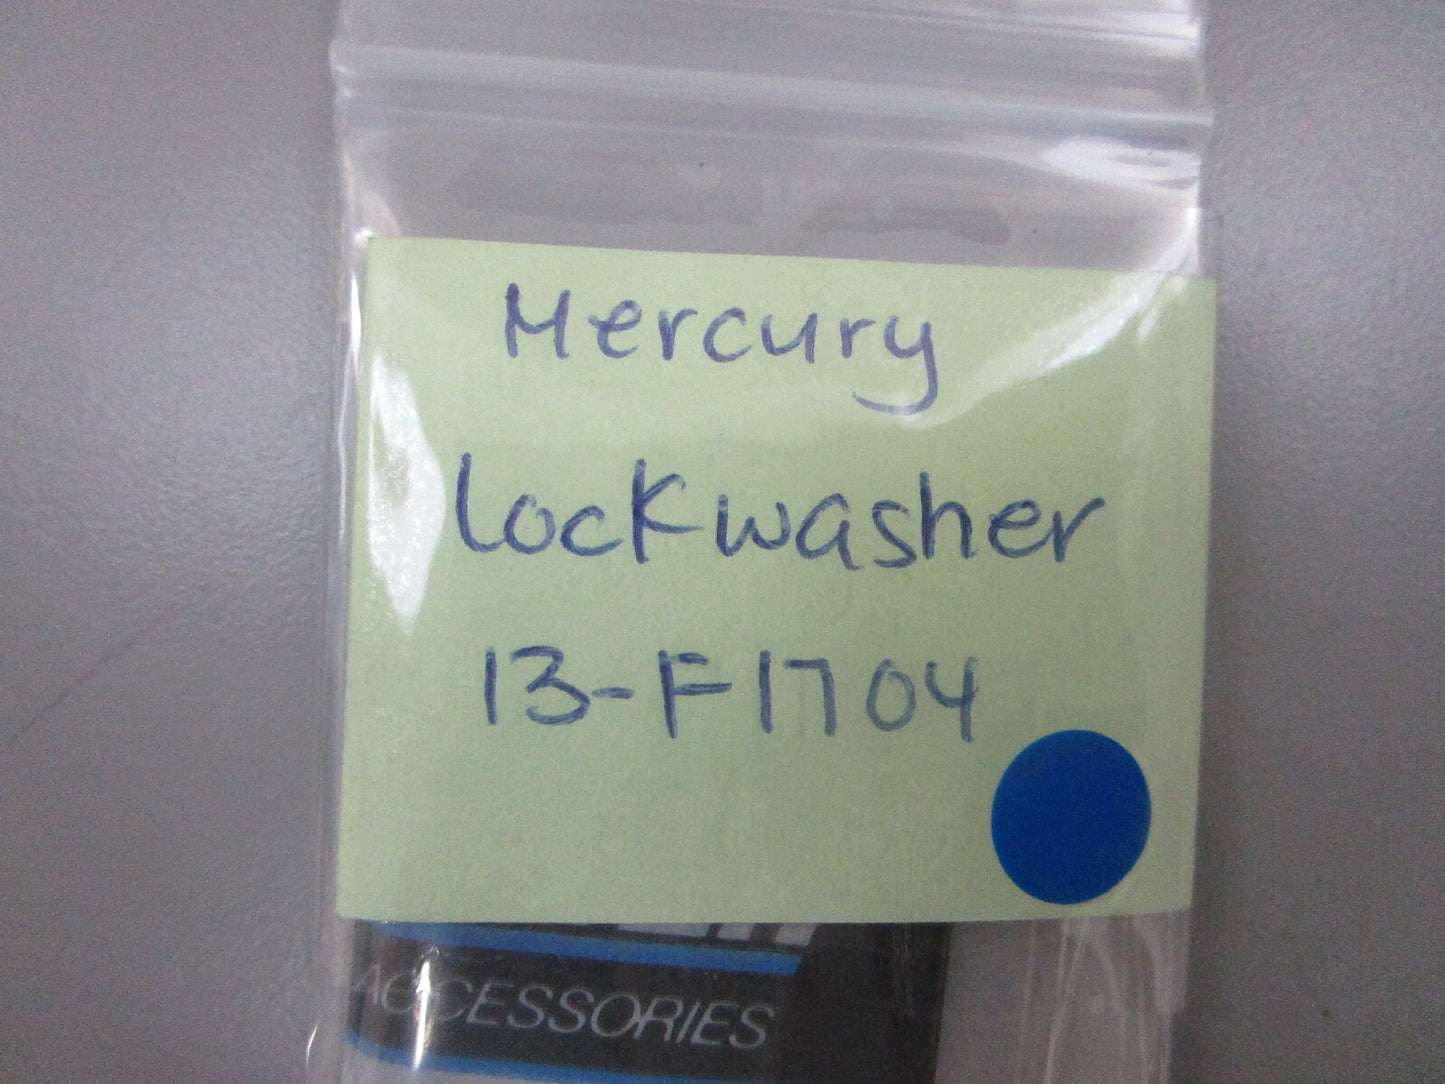 Mercury
Lockwasher
13-F1704
ACCESSORIES